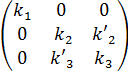 k₁ 0 0
0 k₂ k'₂
0 k'₃ k₃